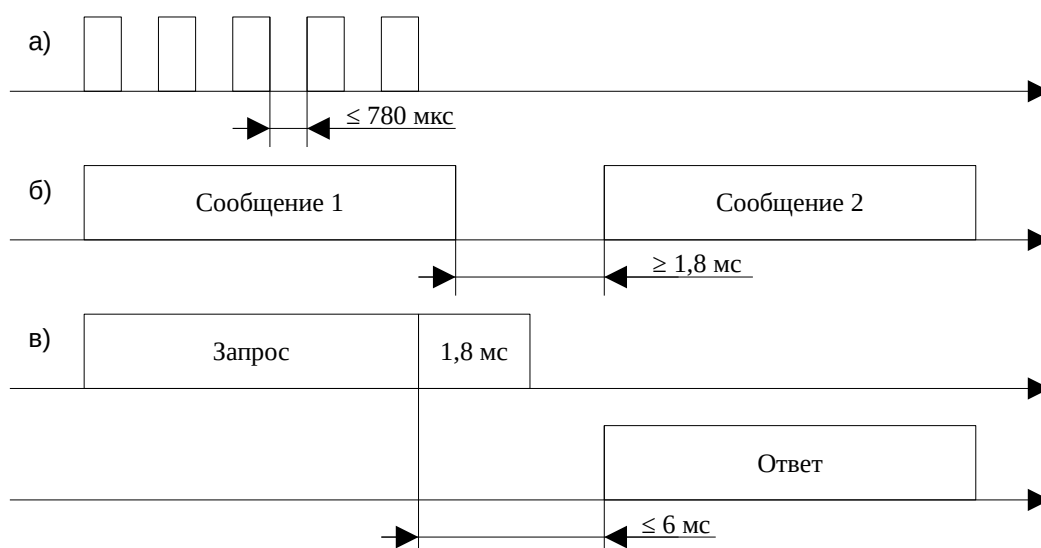 а)
≤ 780 мкс
б)
Сообщение 1
Сообщение 2
≥ 1,8 мс
в)
Запрос
1,8 мс
Ответ
≤ 6 мс